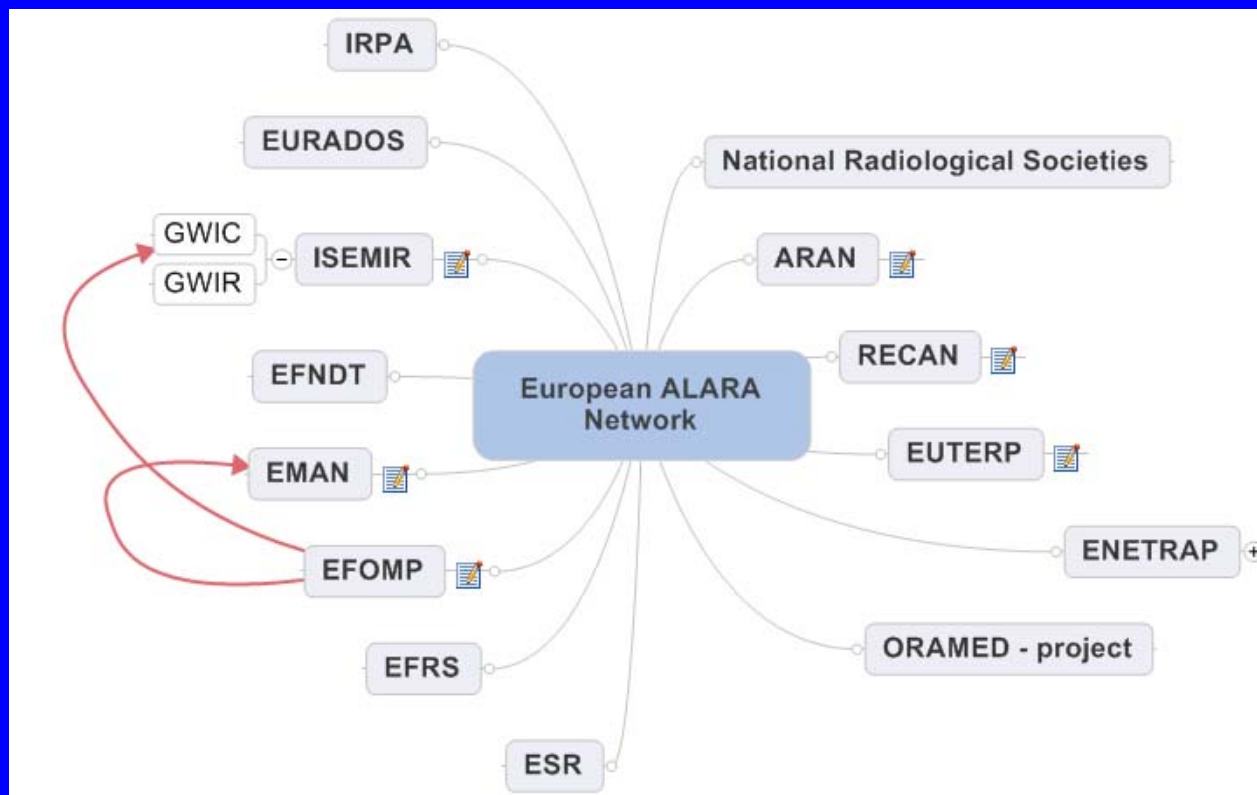 IRPA
EURADOS
GWIC
GWIR
ISEMIR
EFNDT
EMAN
EFOMP
EFRS
ESR
European ALARA
Network
National Radiological Societies
ARAN
RECAN
EUTERP
ENETRAP
ORAMED - project